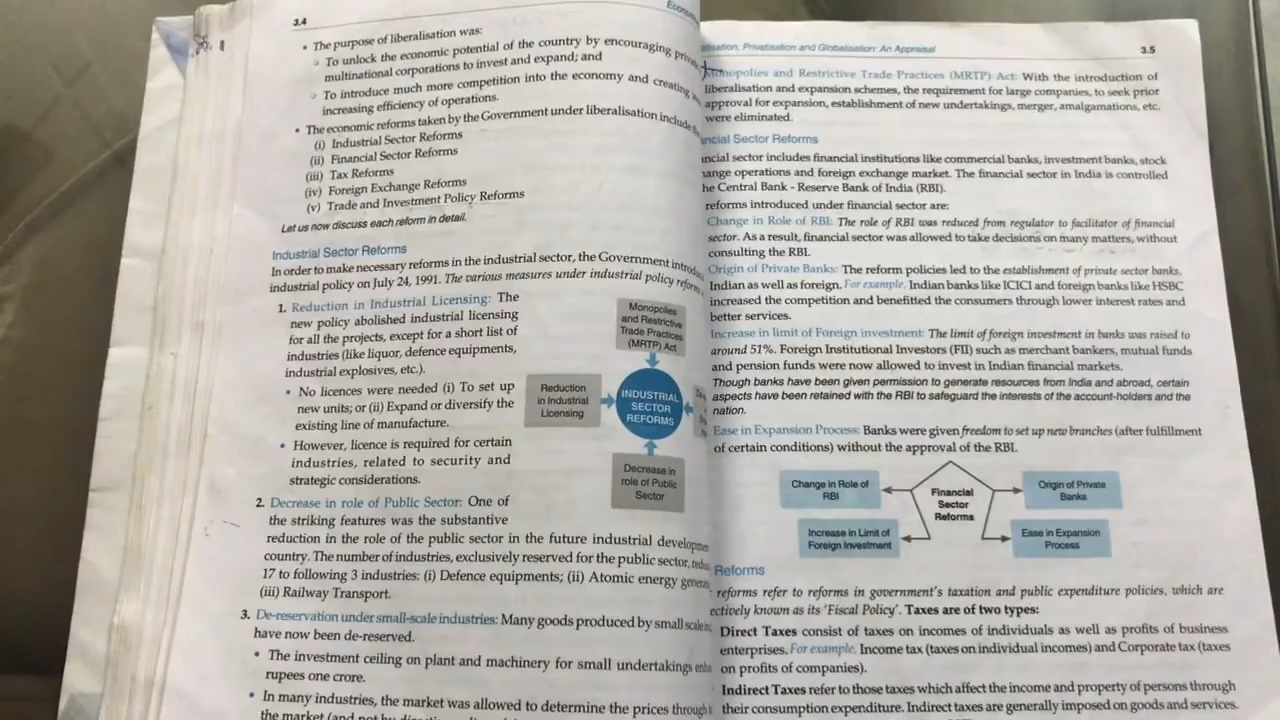 3.4
• The purpose of liberalisation was:
○ To unlock the economic potential of the country by encouraging
multinational corporations to invest and expand; and
○ To introduce much more competition into the economy and creating
increasing efficiency of operations.
• The economic reforms taken by the Government under liberalisation include
(i) Industrial Sector Reforms
(ii) Financial Sector Reforms
(iii) Tax Reforms
(iv) Foreign Exchange Reforms
(v) Trade and Investment Policy Reforms
Let us now discuss each reform in detail.
Industrial Sector Reforms
In order to make necessary reforms in the industrial sector, the Government
industrial policy on July 24, 1991. The various measures under industrial policy
1. Reduction in Industrial Licensing: The
new policy abolished industrial licensing
for all the projects, except for a short list of
industries (like liquor, defence equipments,
industrial explosives, etc.).
• No licences were needed (i) To set up
new units; or (ii) Expand or diversify the
existing line of manufacture.
• However, licence is required for certain
industries, related to security and
strategic considerations.
Monopolies
and Restrictive
Trade Practices
(MRTP) Act
Reduction
in Industrial
Licensing
INDUSTRIAL
SECTOR
REFORMS
Decrease in
role of Public
Sector
2. Decrease in role of Public Sector: One of
the striking features was the substantive
reduction in the role of the public sector in the future industrial
country. The number of industries, exclusively reserved for the public sector,
17 to following 3 industries: (i) Defence equipments; (ii) Atomic energy
(iii) Railway Transport.
3. De-reservation under small-scale industries: Many goods produced by small
have now been de-reserved.
• The investment ceiling on plant and machinery for small undertakings
rupees one crore.
• In many industries, the market was allowed to determine the prices through
the market (and not by
Privatisation and Globalisation: An Appraisal
3.5
Monopolies and Restrictive Trade Practices (MRTP) Act: With the introduction of
liberalisation and expansion schemes, the requirement for large companies, to seek prior
approval for expansion, establishment of new undertakings, merger, amalgamations, etc.
were eliminated.
Sector Reforms
sector includes financial institutions like commercial banks, investment banks, stock
operations and foreign exchange market. The financial sector in India is controlled
Central Bank - Reserve Bank of India (RBI).
reforms introduced under financial sector are:
Change in Role of RBI: The role of RBI was reduced from regulator to facilitator of financial
sector. As a result, financial sector was allowed to take decisions on many matters, without
consulting the RBI.
Origin of Private Banks: The reform policies led to the establishment of private sector banks,
Indian as well as foreign. For example, Indian banks like ICICI and foreign banks like HSBC
increased the competition and benefitted the consumers through lower interest rates and
better services.
Increase in limit of Foreign investment: The limit of foreign investment in banks was raised to
around 51%. Foreign Institutional Investors (FII) such as merchant bankers, mutual funds
and pension funds were now allowed to invest in Indian financial markets.
Though banks have been given permission to generate resources from India and abroad, certain
aspects have been retained with the RBI to safeguard the interests of the account-holders and the
nation.
Ease in Expansion Process: Banks were given freedom to set up new branches (after fulfillment
of certain conditions) without the approval of the RBI.
Change in Role of
RBI
Financial
Sector
Reforms
Origin of Private
Banks
Increase in Limit of
Foreign Investment
Ease in Expansion
Process
Reforms
reforms refer to reforms in government's taxation and public expenditure policies, which are
known as its 'Fiscal Policy'. Taxes are of two types:
Direct Taxes consist of taxes on incomes of individuals as well as profits of business
enterprises. For example, Income tax (taxes on individual incomes) and Corporate tax (taxes
on profits of companies).
Indirect Taxes refer to those taxes which affect the income and property of persons through
their consumption expenditure. Indirect taxes are generally imposed on goods and services.